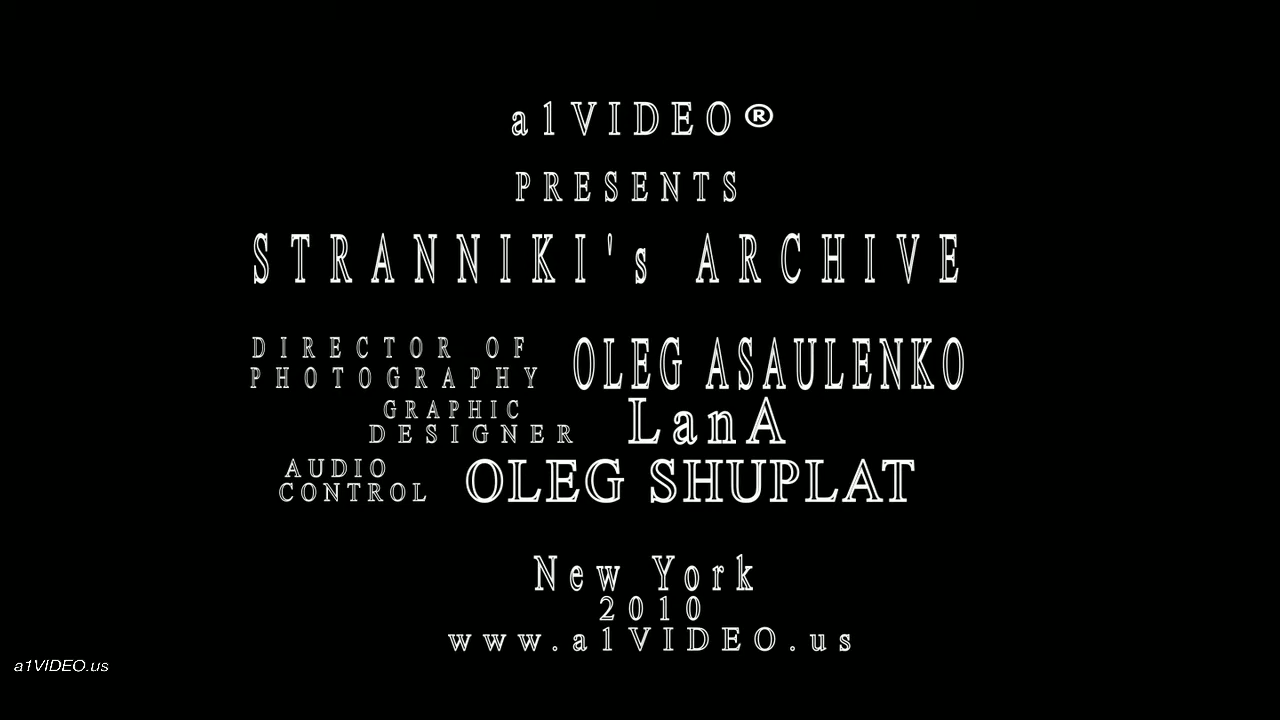 a1VIDEO®
PRESENTS
STRANNIKI's ARCHIVE
DIRECTOR OF
PHOTOGRAPHY OLEG ASAULENKO
GRAPHIC
DESIGNER LanA
AUDIO
CONTROL OLEG SHUPLAT
New York
2010
www.a1VIDEO.us
a1VIDEO.us